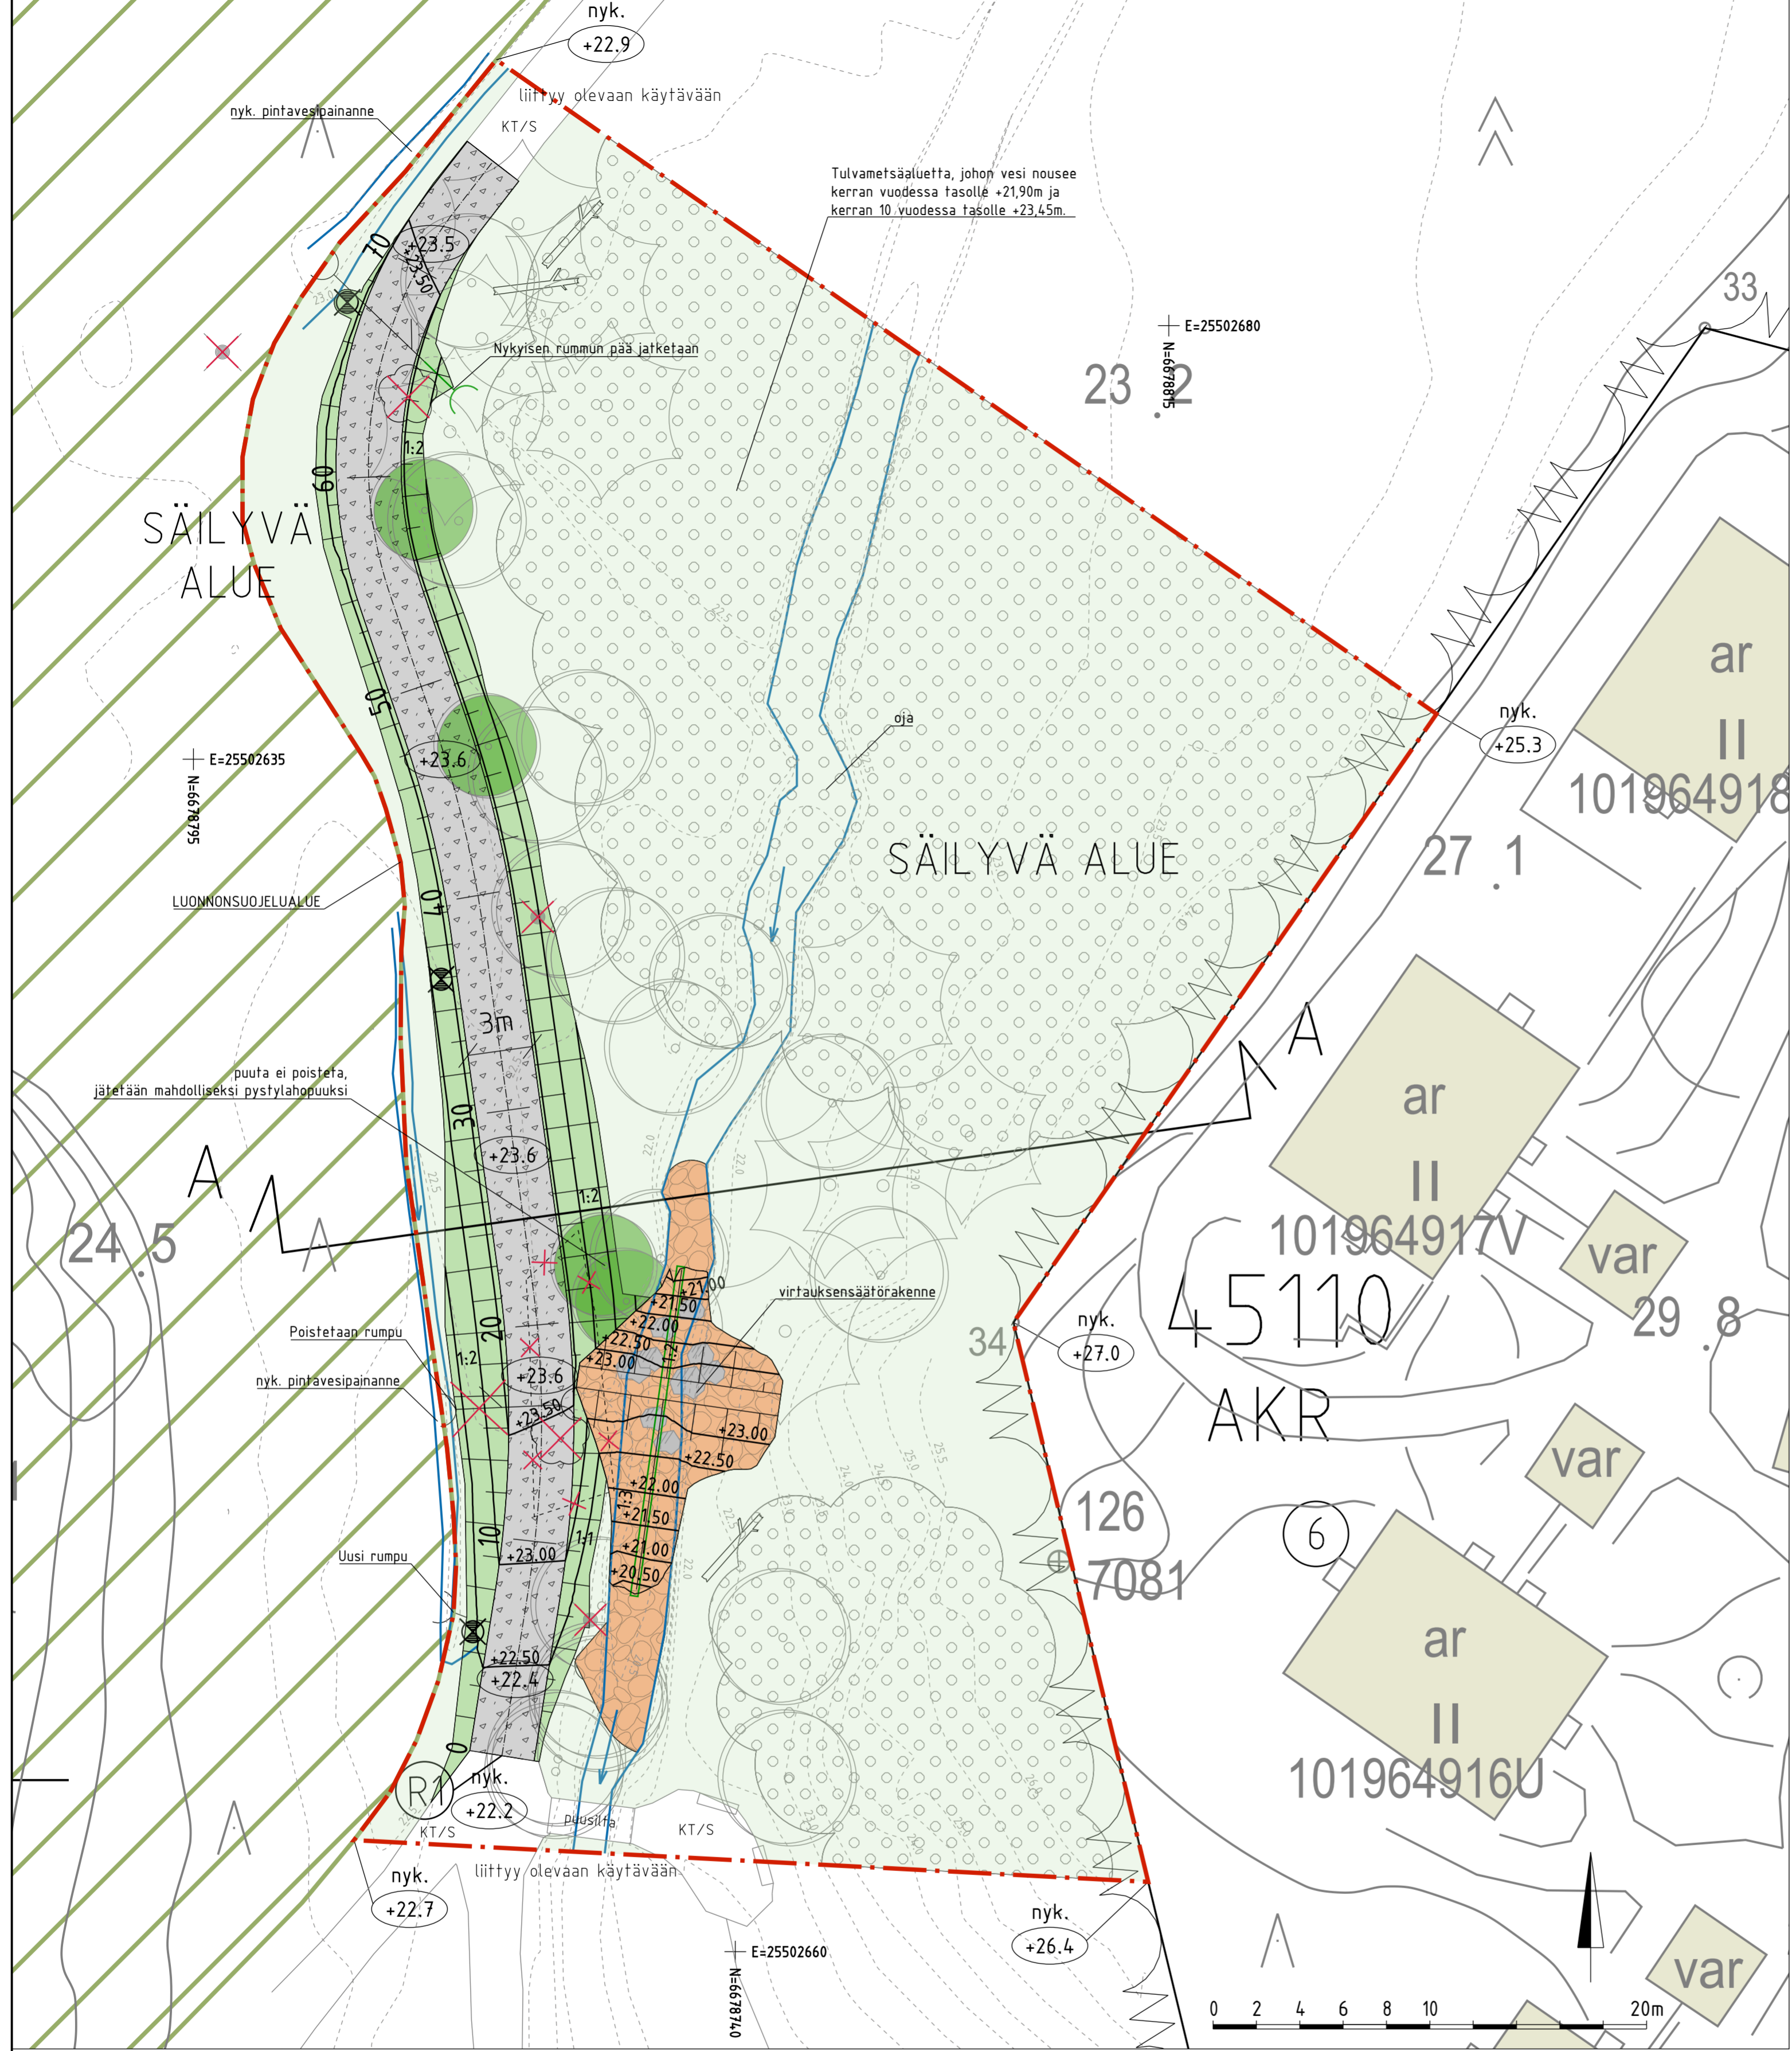 nyk.
+22.9
nyk. pintavesipainanne
liittyy olevaan käytävään
KT/S
Tulvametsäaluetta, johon vesi nousee
kerran vuodessa tasolle +21,90m ja
kerran 10 vuodessa tasolle +23,45m.
70
+23.5
+23.50
23.0
23.0
33
E=25502680
N=6678815
Nykyisen rummun pää jatketaan
23.2
1:2
60
SÄILYVÄ
ALUE
ar
II
101964918
50
nyk.
+25.3
oja
+23.6
E=25502635
N=6678795
27.1
SÄILYVÄ ALUE
40
LUONNONSUOJELUALUE
3m
A
puuta ei poisteta,
jätetään mahdolliseksi pystylahopuuksi
ar
II
101964917V
30
+23.6
A
1:2
24.5
var
29.8
+21.00
+21.50
+22.00
+22.50
+23.00
1:2
virtauksensäätörakenne
45110
34
nyk.
+27.0
Poistetaan rumpu
20
1:2
+23.6
nyk. pintavesipainanne
+23.50
AKR
+23.00
+22.50
+22.00
+21.50
+21.00
+20.50
1:3
var
126
7081
6
10
1:1
+23.00
Uusi rumpu
ar
II
101964916U
+22.50
+22.4
0
R1
nyk.
+22.2
KT/S
puusilta
KT/S
liittyy olevaan käytävään
nyk.
+22.7
nyk.
+26.4
E=25502660
N=6678740
var
0 2 4 6 8 10 20m